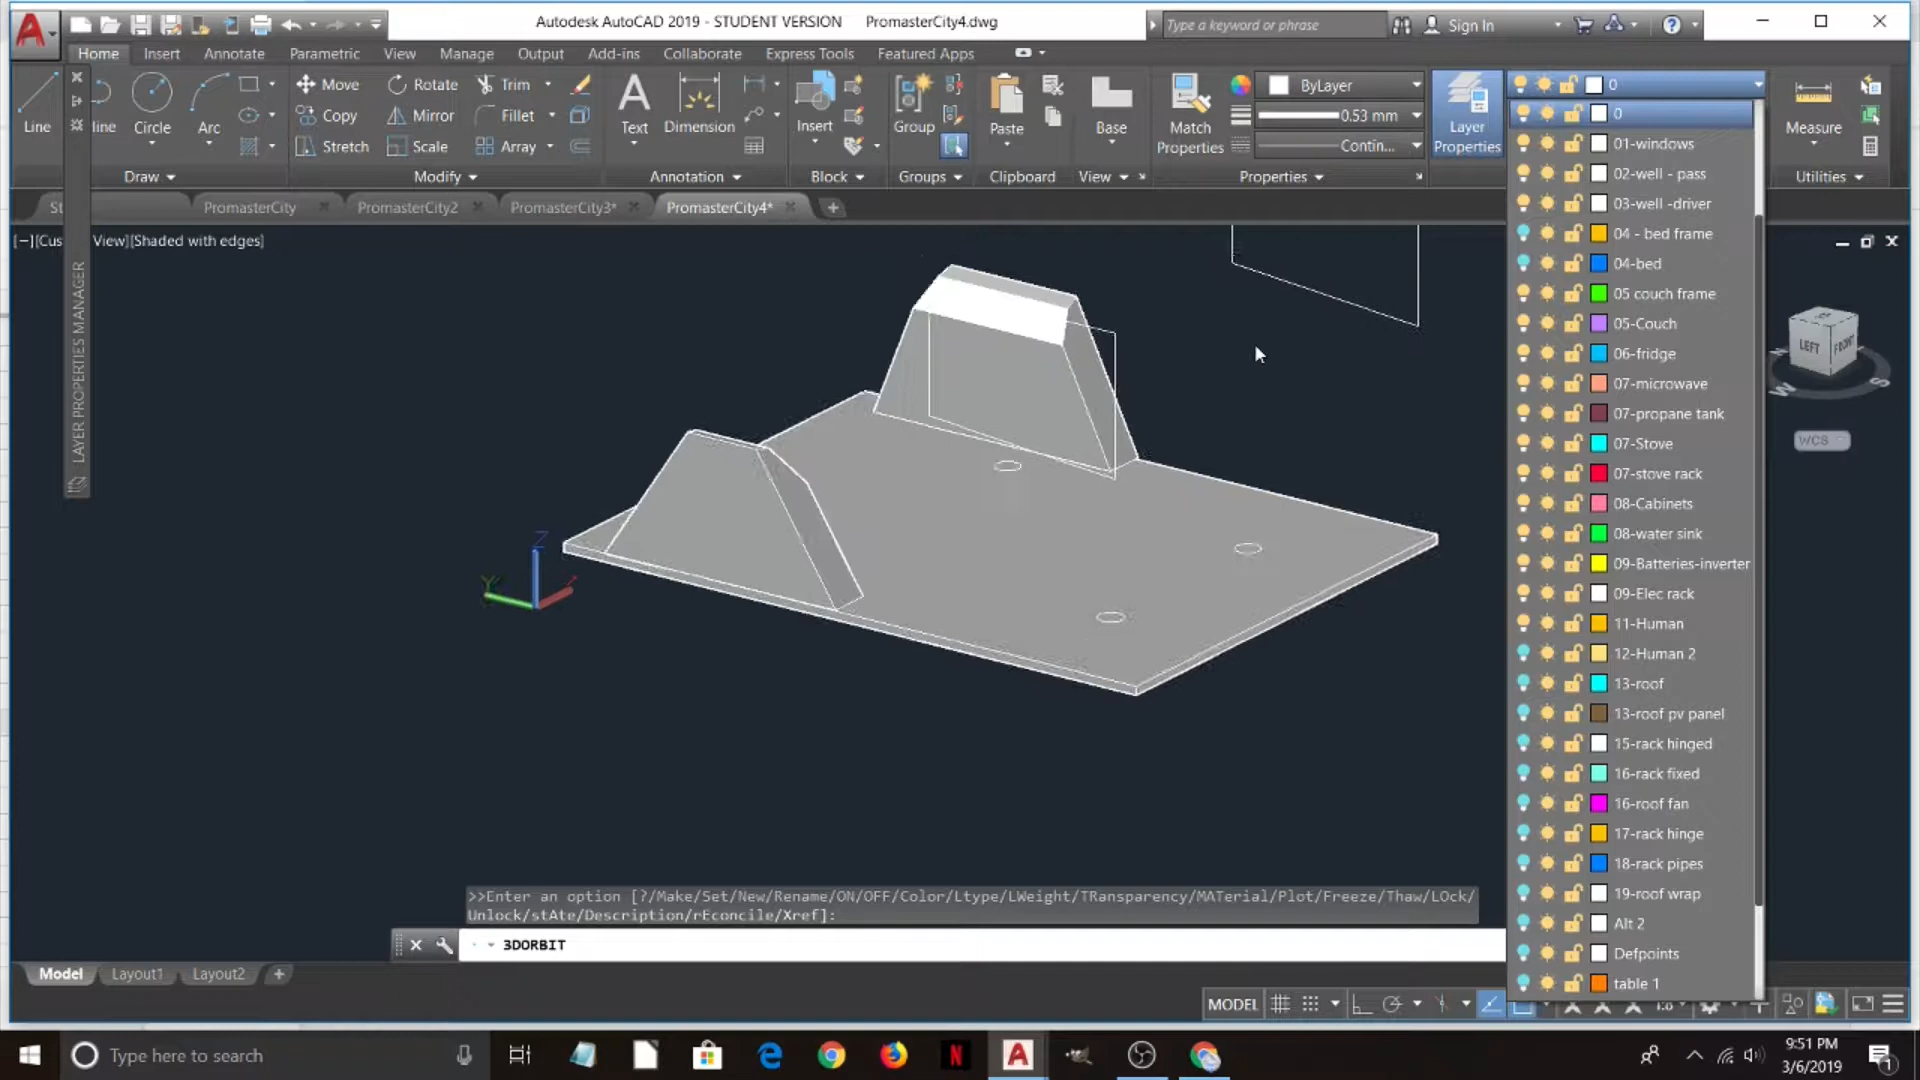 Autodesk AutoCAD 2019 - STUDENT VERSION PromasterCity4.dwg
Type a keyword or phrase
Sign In
Home Insert Annotate Parametric View Manage Output Add-ins Collaborate Express Tools Featured Apps
Line
line
Circle
Arc
Move
Copy
Stretch
Rotate
Mirror
Scale
Trim
Fillet
Array
Text
Dimension
Insert
Group
Paste
Base
Match
Properties
ByLayer
0.53 mm
Contin...
Layer
Properties
0
Measure
Draw Modify Annotation Block Groups Clipboard View Properties Utilities
St PromasterCity PromasterCity2 PromasterCity3* PromasterCity4*
[−][Cus View][Shaded with edges]
LAYER PROPERTIES MANAGER
0
01-windows
02-well - pass
03-well -driver
04 - bed frame
04-bed
05 couch frame
05-Couch
06-fridge
07-microwave
07-propane tank
07-Stove
07-stove rack
08-Cabinets
08-water sink
09-Batteries-inverter
09-Elec rack
11-Human
12-Human 2
13-roof
13-roof pv panel
15-rack hinged
16-rack fixed
16-roof fan
17-rack hinge
18-rack pipes
19-roof wrap
Alt 2
Defpoints
table 1
LEFT FRONT
W
WCS
Z
Y
>>Enter an option [?/Make/Set/New/Rename/ON/OFF/Color/Ltype/LWeight/TRansparency/MATerial/Plot/Freeze/Thaw/LOck/
Unlock/stAte/Description/rEconcile/Xref]:
3DORBIT
Model Layout1 Layout2
MODEL
Type here to search
9:51 PM
3/6/2019
1